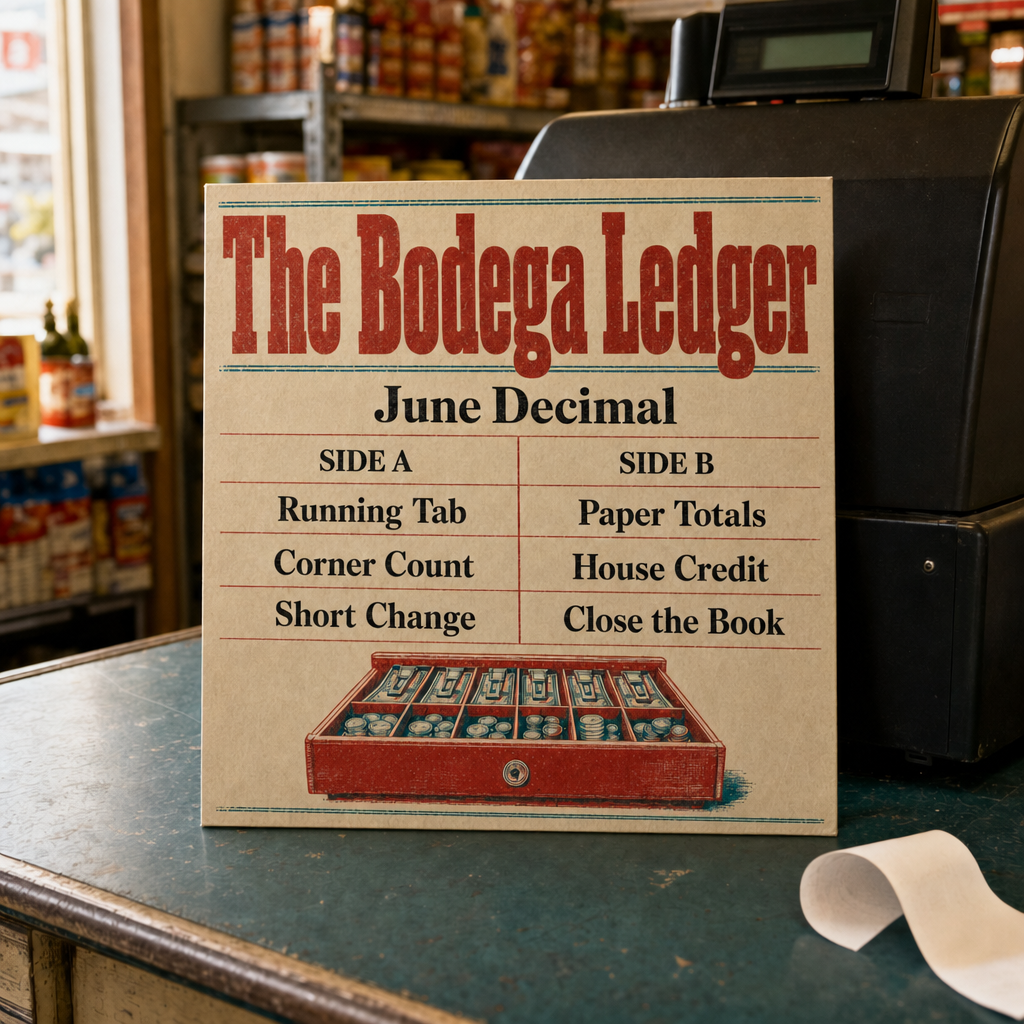 The Bodega Ledger
June Decimal
SIDE A
Running Tab
Corner Count
Short Change
SIDE B
Paper Totals
House Credit
Close the Book